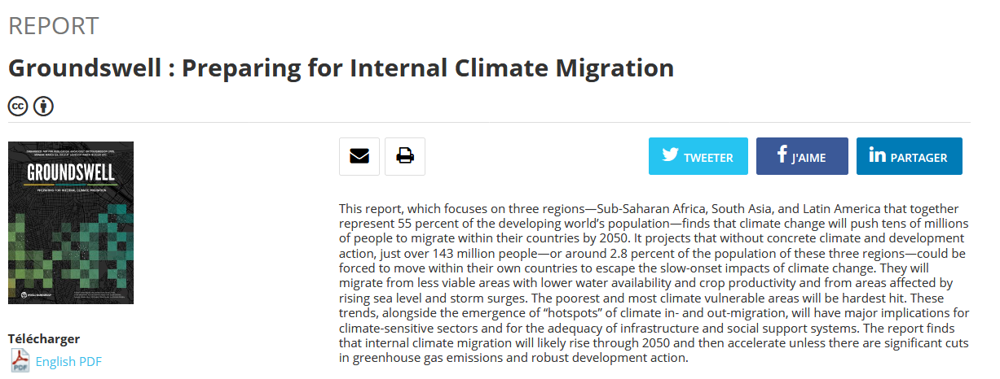 REPORT
Groundswell : Preparing for Internal Climate Migration
cc
GROUNDSWELL
PREPARING FOR INTERNAL CLIMATE MIGRATION
TWEETER
f J'AIME
in PARTAGER
This report, which focuses on three regions—Sub-Saharan Africa, South Asia, and Latin America that together
represent 55 percent of the developing world's population—finds that climate change will push tens of millions
of people to migrate within their countries by 2050. It projects that without concrete climate and development
action, just over 143 million people—or around 2.8 percent of the population of these three regions—could be
forced to move within their own countries to escape the slow-onset impacts of climate change. They will
migrate from less viable areas with lower water availability and crop productivity and from areas affected by
rising sea level and storm surges. The poorest and most climate vulnerable areas will be hardest hit. These
trends, alongside the emergence of “hotspots” of climate in- and out-migration, will have major implications for
climate-sensitive sectors and for the adequacy of infrastructure and social support systems. The report finds
that internal climate migration will likely rise through 2050 and then accelerate unless there are significant cuts
in greenhouse gas emissions and robust development action.
Télécharger
PDF
English PDF